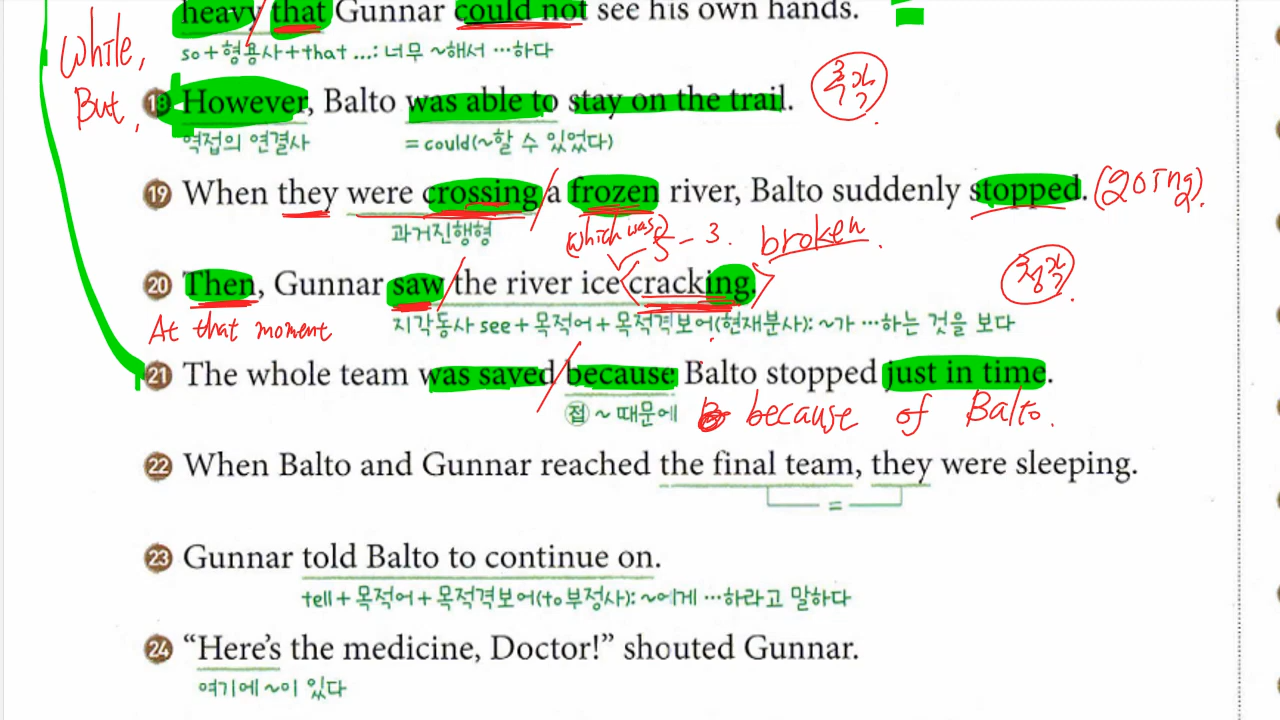 heavy that Gunnar could not see his own hands.
so+형용사+that ...: 너무 ~해서 …하다
While,
But,
18 However, Balto was able to stay on the trail.
역접의 연결사 = could(~할 수 있었다)
19 When they were crossing a frozen river, Balto suddenly stopped. (going).
과거진행형 (which was) 5-3. broken.
20 Then, Gunnar saw the river ice cracking.
At that moment 지각동사 see+목적어+목적격보어(현재분사): ~가 …하는 것을 보다
21 The whole team was saved because Balto stopped just in time.
접 ~ 때문에 because of Balto.
22 When Balto and Gunnar reached the final team, they were sleeping.
=
23 Gunnar told Balto to continue on.
tell+목적어+목적격보어(to부정사): ~에게 …하라고 말하다
24 “Here’s the medicine, Doctor!” shouted Gunnar.
여기에 ~이 있다